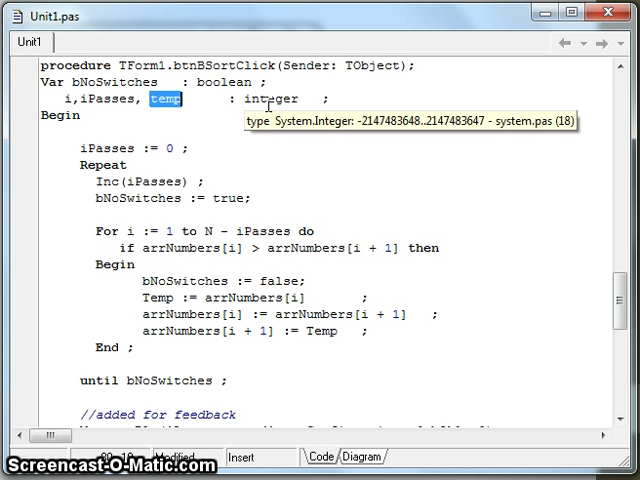 Unit1.pas
Unit1
procedure TForm1.btnBSortClick(Sender: TObject);
Var bNoSwitches : boolean ;
i,iPasses, temp : integer ;
Begin
type System.Integer: -2147483648..2147483647 - system.pas (18)
iPasses := 0 ;
Repeat
Inc(iPasses) ;
bNoSwitches := true;
For i := 1 to N - iPasses do
if arrNumbers[i] > arrNumbers[i + 1] then
Begin
bNoSwitches := false;
Temp := arrNumbers[i] ;
arrNumbers[i] := arrNumbers[i + 1] ;
arrNumbers[i + 1] := Temp ;
End ;
until bNoSwitches ;
//added for feedback
Modified Insert Code Diagram
Screencast-O-Matic.com